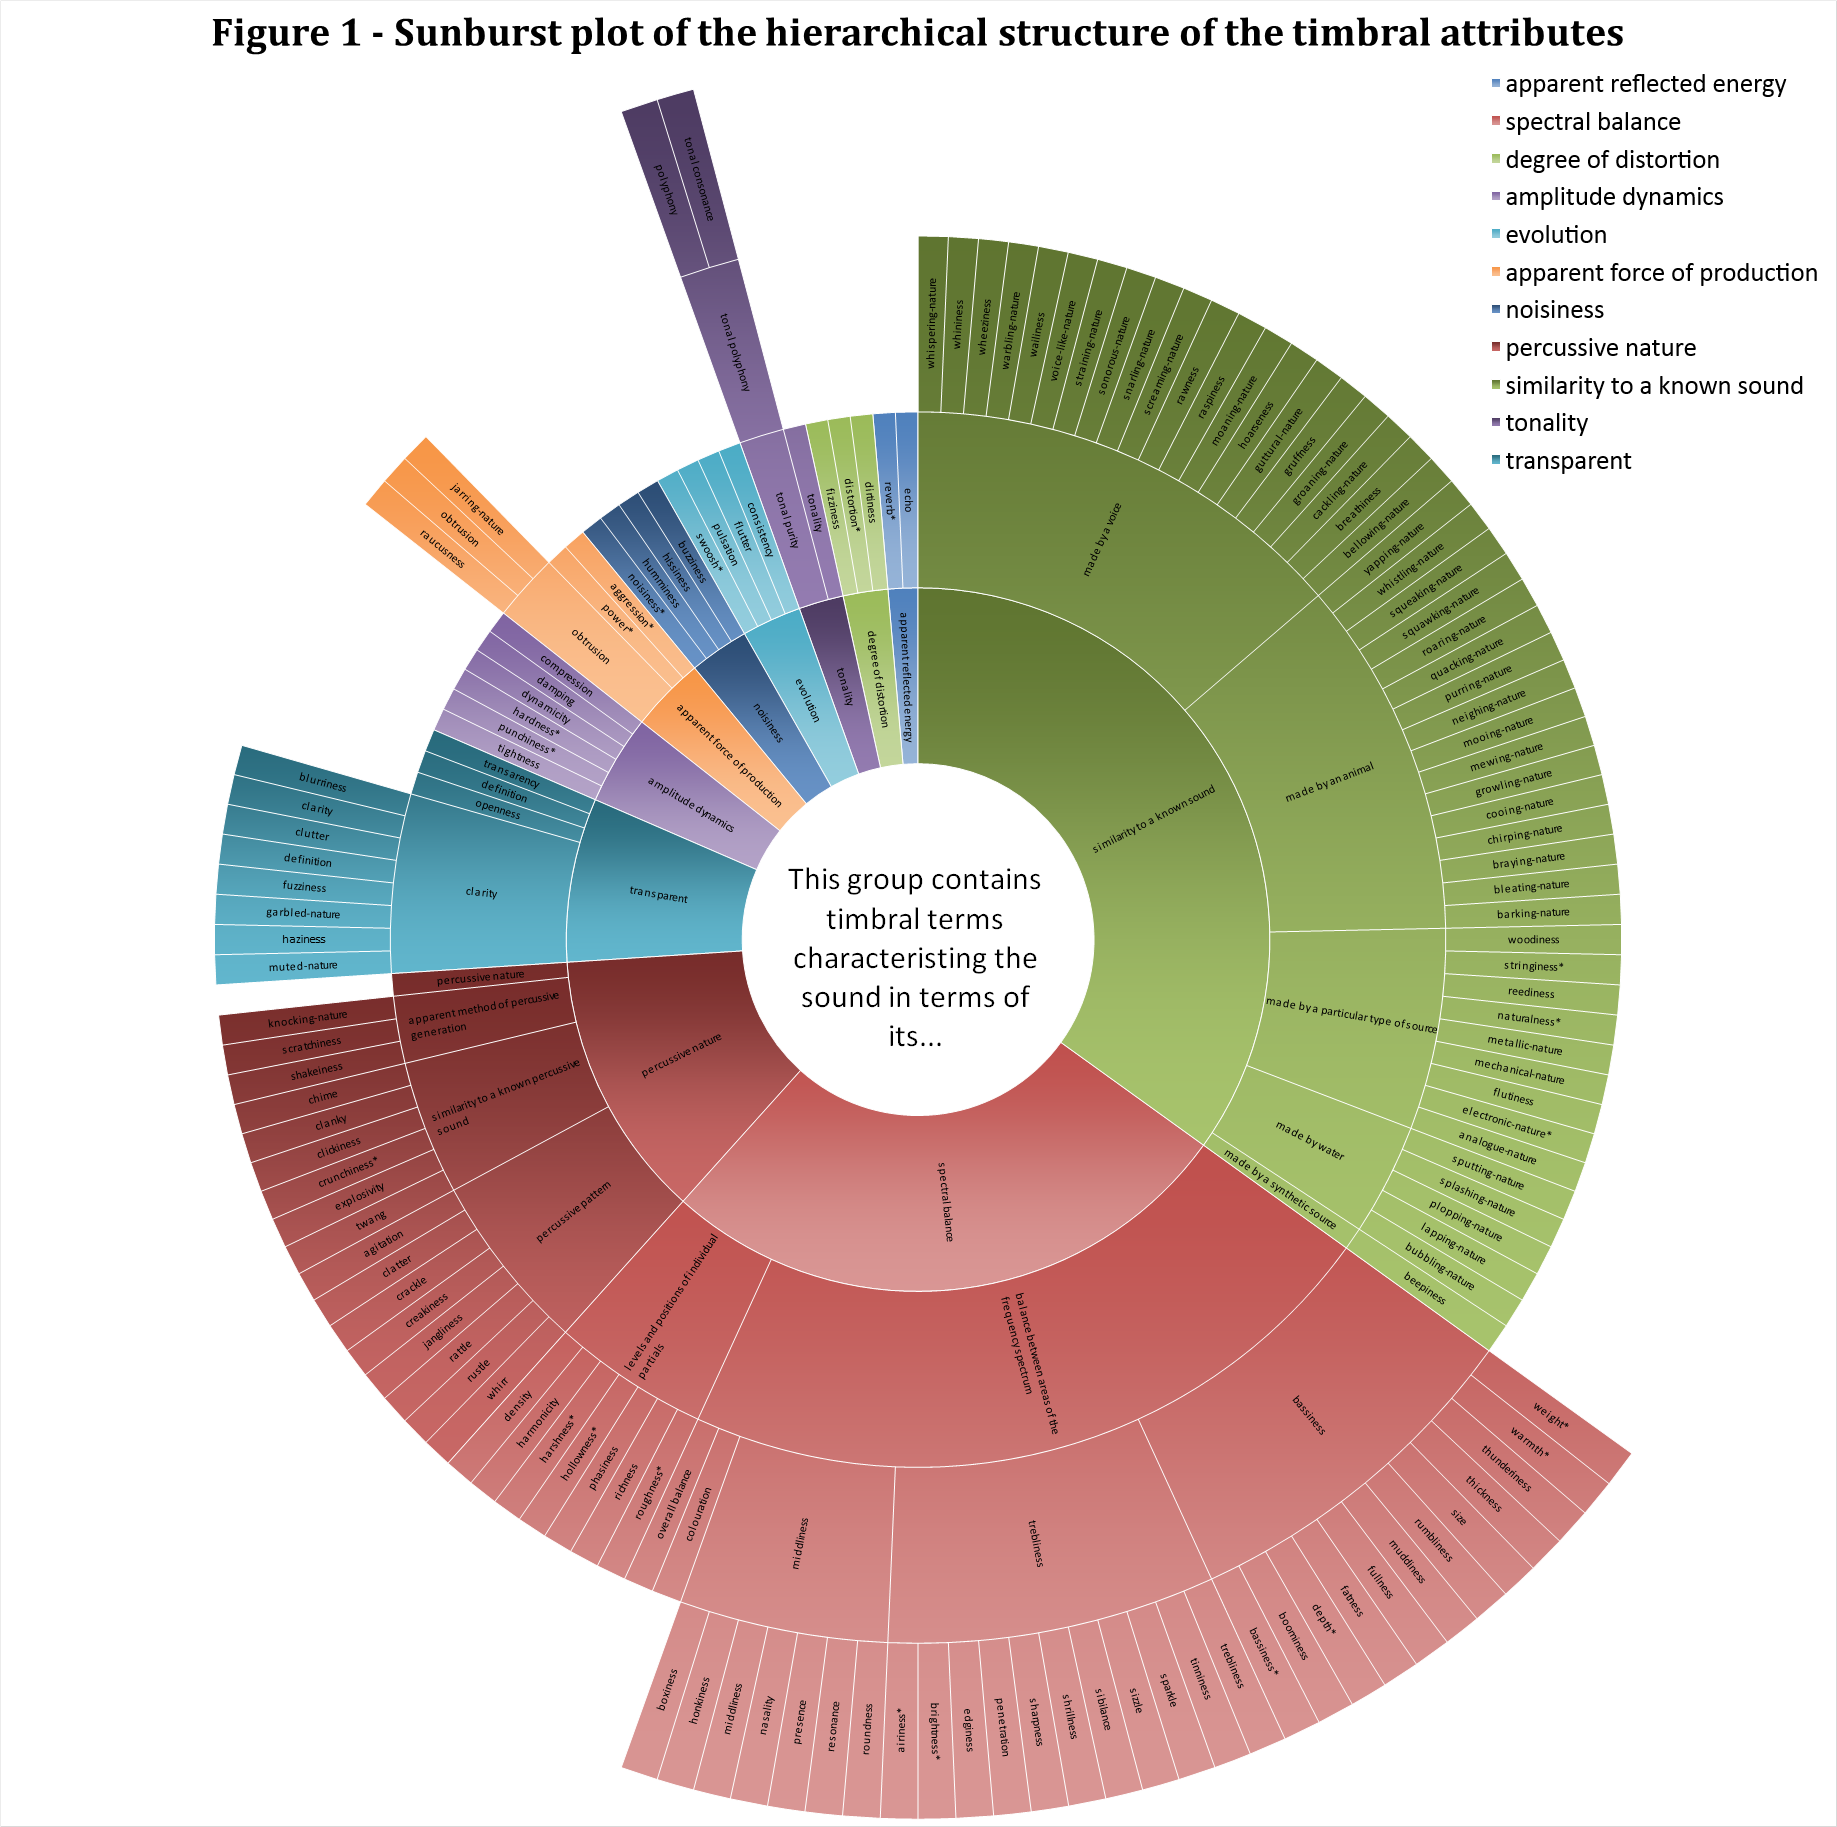 Figure 1 - Sunburst plot of the hierarchical structure of the timbral attributes
apparent reflected energy
spectral balance
degree of distortion
amplitude dynamics
evolution
apparent force of production
noisiness
percussive nature
similarity to a known sound
tonality
transparent
This group contains
timbral terms
characteristing the
sound in terms of
its...
similarity to a known sound
made by a voice
whispering-nature
whininess
wheeziness
warbling-nature
wailiness
voice-like-nature
straining-nature
sonorous-nature
snarling-nature
screaming-nature
rawness
raspiness
moaning-nature
hoarseness
guttural-nature
gruffness
groaning-nature
cackling-nature
breathiness
bellowing-nature
made by an animal
yapping-nature
whistling-nature
squeaking-nature
squawking-nature
roaring-nature
quacking-nature
purring-nature
neighing-nature
mooing-nature
mewing-nature
growling-nature
cooing-nature
chirping-nature
braying-nature
bleating-nature
barking-nature
made by a particular type of source
woodiness
stringiness*
reediness
naturalness*
metallic-nature
mechanical-nature
flutiness
electronic-nature*
analogue-nature
made by water
sputting-nature
splashing-nature
plopping-nature
lapping-nature
bubbling-nature
made by a synthetic source
beepiness
spectral balance
balance between areas of the
frequency spectrum
bassiness
weight*
warmth*
thunderiness
thickness
size
rumbliness
muddiness
fullness
fatness
depth*
boominess
bassiness*
trebliness
trebliness
tinniness
sparkle
sizzle
sibilance
shrillness
sharpness
penetration
edginess
brightness*
airiness*
middliness
roundness
resonance
presence
nasality
middliness
honkiness
boxiness
colouration
overall balance
levels and positions of individual
partials
roughness*
richness
phasiness
hollowness*
harshness*
harmonicity
density
percussive nature
percussive pattern
whirr
rustle
rattle
jangliness
creakiness
crackle
clatter
agitation
similarity to a known percussive
sound
twang
explosivity
crunchiness*
clickiness
clanky
chime
apparent method of percussive
generation
shakeiness
scratchiness
knocking-nature
percussive nature
transparent
clarity
muted-nature
haziness
garbled-nature
fuzziness
definition
clutter
clarity
blurriness
openness
definition
transarency
amplitude dynamics
tightness
punchiness*
hardness*
dynamicity
damping
compression
apparent force of production
obtrusion
raucusness
obtrusion
jarring-nature
power*
aggression*
noisiness
noisiness*
humminess
hissiness
buzziness
evolution
swoosh*
pulsation
flutter
consistency
tonality
tonal purity
tonal polyphony
polyphony
tonal consonance
tonality
degree of distortion
fizziness
distortion*
dirtiness
apparent reflected energy
reverb*
echo